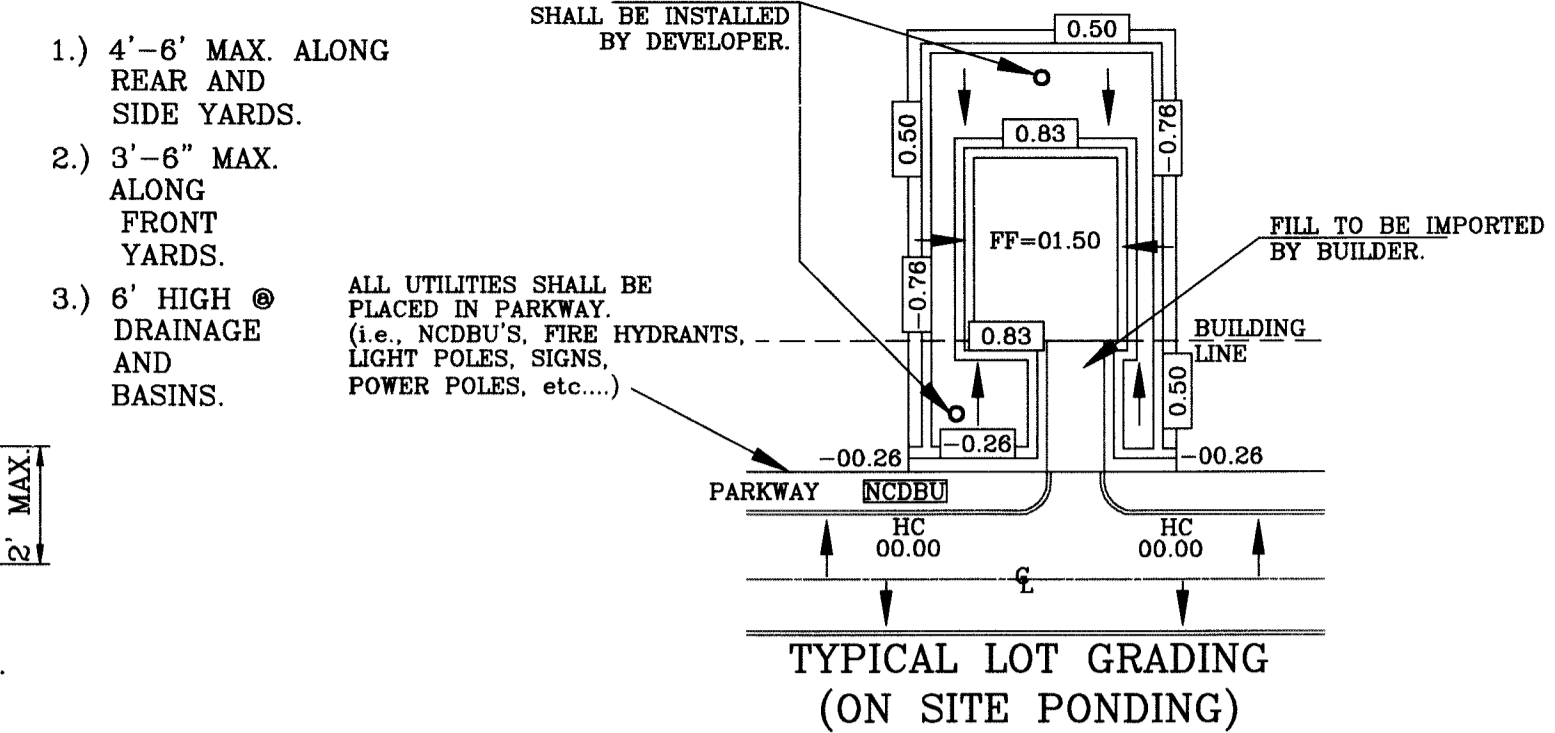 1.) 4'-6' MAX. ALONG
REAR AND
SIDE YARDS.
2.) 3'-6" MAX.
ALONG
FRONT
YARDS.
3.) 6' HIGH @
DRAINAGE
AND
BASINS.
2' MAX.
.
SHALL BE INSTALLED
BY DEVELOPER.
ALL UTILITIES SHALL BE
PLACED IN PARKWAY.
(i.e., NCDBU'S, FIRE HYDRANTS,
LIGHT POLES, SIGNS,
POWER POLES, etc....)
0.50
0.50
-0.76
0.83
FF=01.50
FILL TO BE IMPORTED
BY BUILDER.
-0.76
0.83
BUILDING
LINE
0.50
-0.26
-00.26
-00.26
PARKWAY
NCDBU
HC
00.00
HC
00.00
CL
TYPICAL LOT GRADING
(ON SITE PONDING)